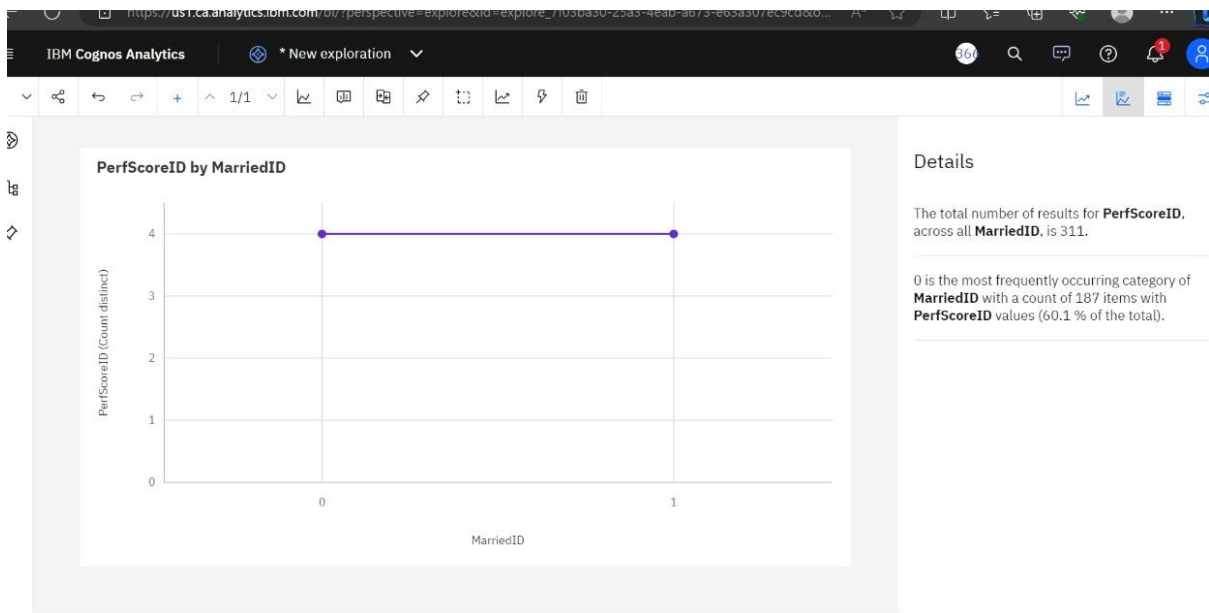 https://us1.ca.analytics.ibm.com/bi/?perspective=explore&id=explore_7f03ba30-25a3-4eab-a673-e63a307ec9cd&o...
IBM Cognos Analytics
* New exploration
366
1
1/1
PerfScoreID by MarriedID
4
3
2
1
0
PerfScoreID (Count distinct)
0 1
MarriedID
Details
The total number of results for PerfScoreID,
across all MarriedID, is 311.
0 is the most frequently occurring category of
MarriedID with a count of 187 items with
PerfScoreID values (60.1 % of the total).